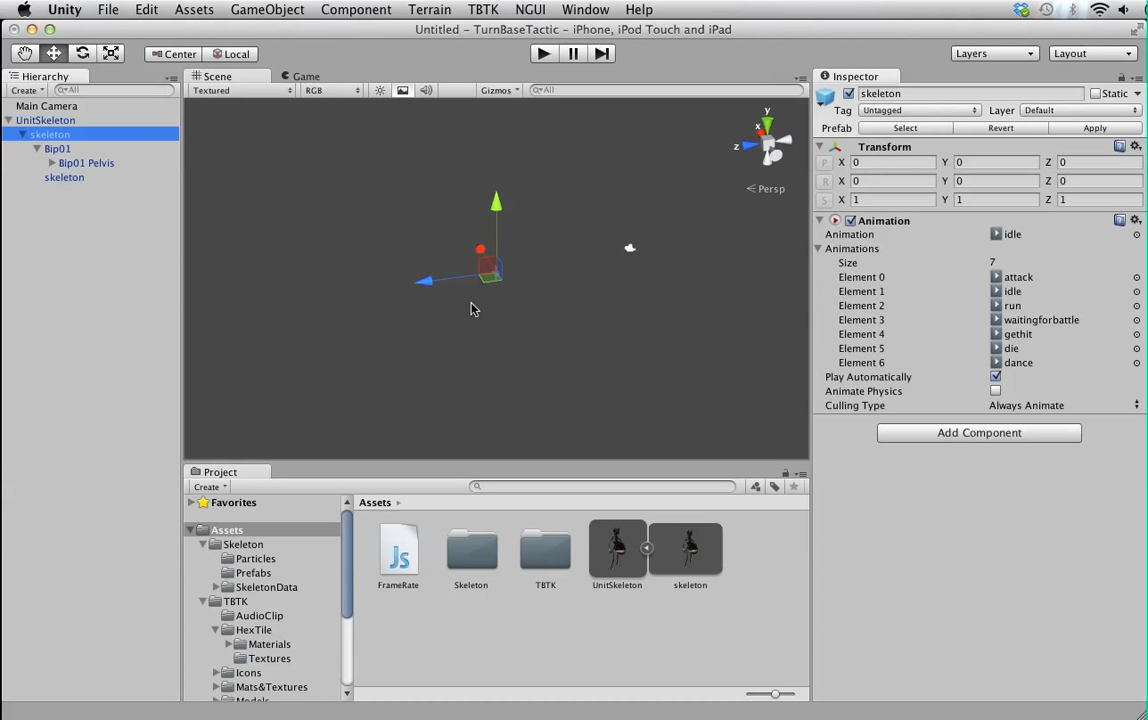 Unity File Edit Assets GameObject Component Terrain TBTK NGUI Window Help
Untitled - TurnBaseTactic - iPhone, iPod Touch and iPad
Center Local Layers Layout
Hierarchy
Create All
Main Camera
UnitSkeleton
skeleton
Bip01
Bip01 Pelvis
skeleton
Scene Game
Textured RGB Gizmos All
y
x
z
Persp
Project
Create
Favorites
Assets
Skeleton
Particles
Prefabs
SkeletonData
TBTK
AudioClip
HexTile
Materials
Textures
Icons
Mats&Textures
Models
Assets
Js
FrameRate Skeleton TBTK UnitSkeleton skeleton
Inspector
skeleton Static
Tag Untagged Layer Default
Prefab Select Revert Apply
Transform
P X 0 Y 0 Z 0
R X 0 Y 0 Z 0
S X 1 Y 1 Z 1
Animation
Animation idle
Animations
Size 7
Element 0 attack
Element 1 idle
Element 2 run
Element 3 waitingforbattle
Element 4 gethit
Element 5 die
Element 6 dance
Play Automatically
Animate Physics
Culling Type Always Animate
Add Component